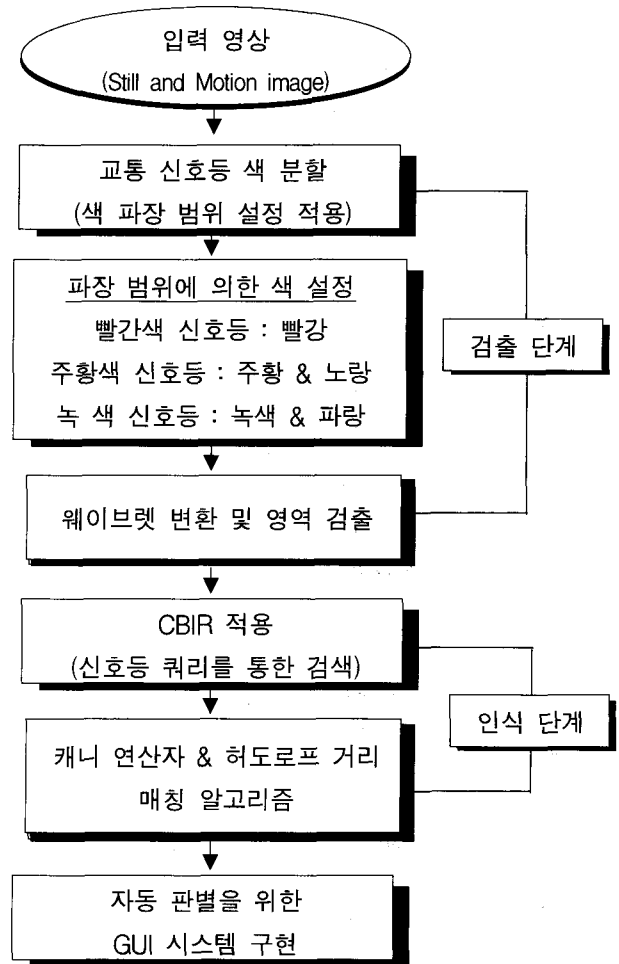 입력 영상
(Still and Motion image)
교통 신호등 색 분할
(색 파장 범위 설정 적용)
파장 범위에 의한 색 설정
빨간색 신호등 : 빨강
주황색 신호등 : 주황 & 노랑
녹 색 신호등 : 녹색 & 파랑
검출 단계
웨이브렛 변환 및 영역 검출
CBIR 적용
(신호등 쿼리를 통한 검색)
인식 단계
캐니 연산자 & 허도로프 거리
매칭 알고리즘
자동 판별을 위한
GUI 시스템 구현